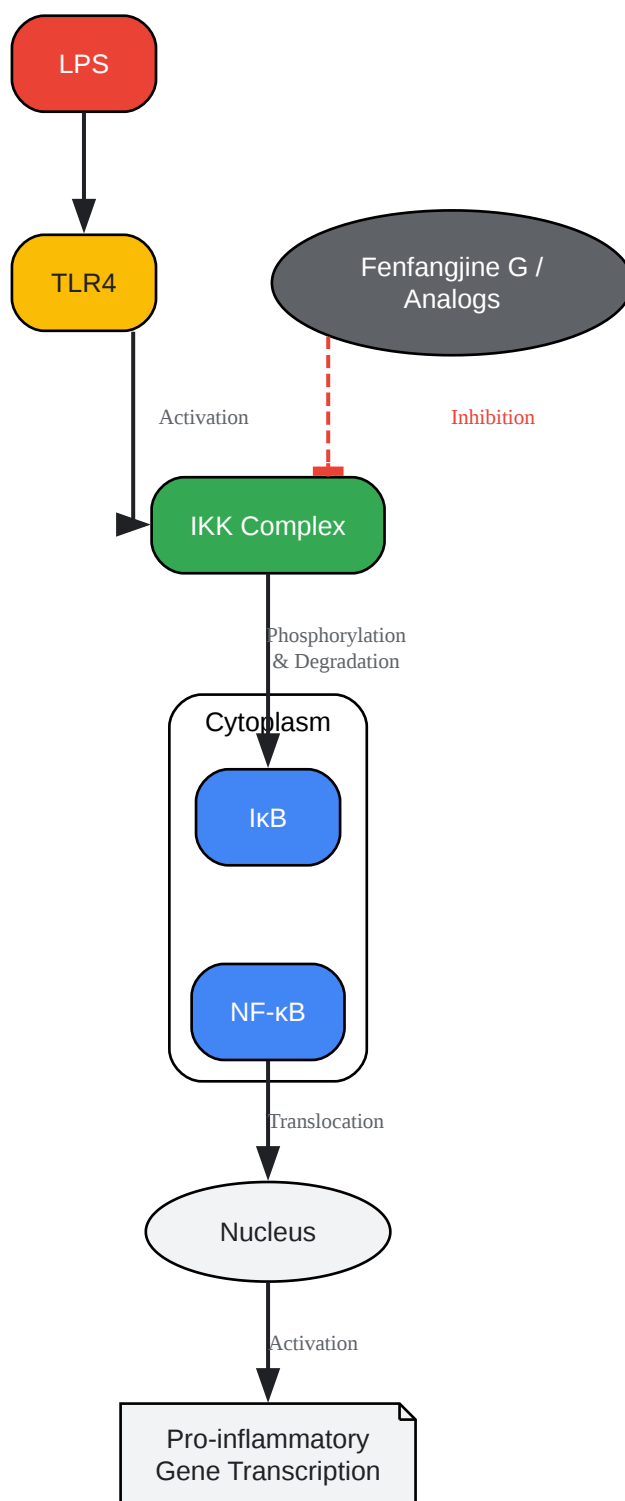 LPS
TLR4
Fenfangjine G /
Analogs
Activation
Inhibition
IKK Complex
Phosphorylation
& Degradation
Cytoplasm
IκB
NF-κB
Translocation
Nucleus
Activation
Pro-inflammatory
Gene Transcription